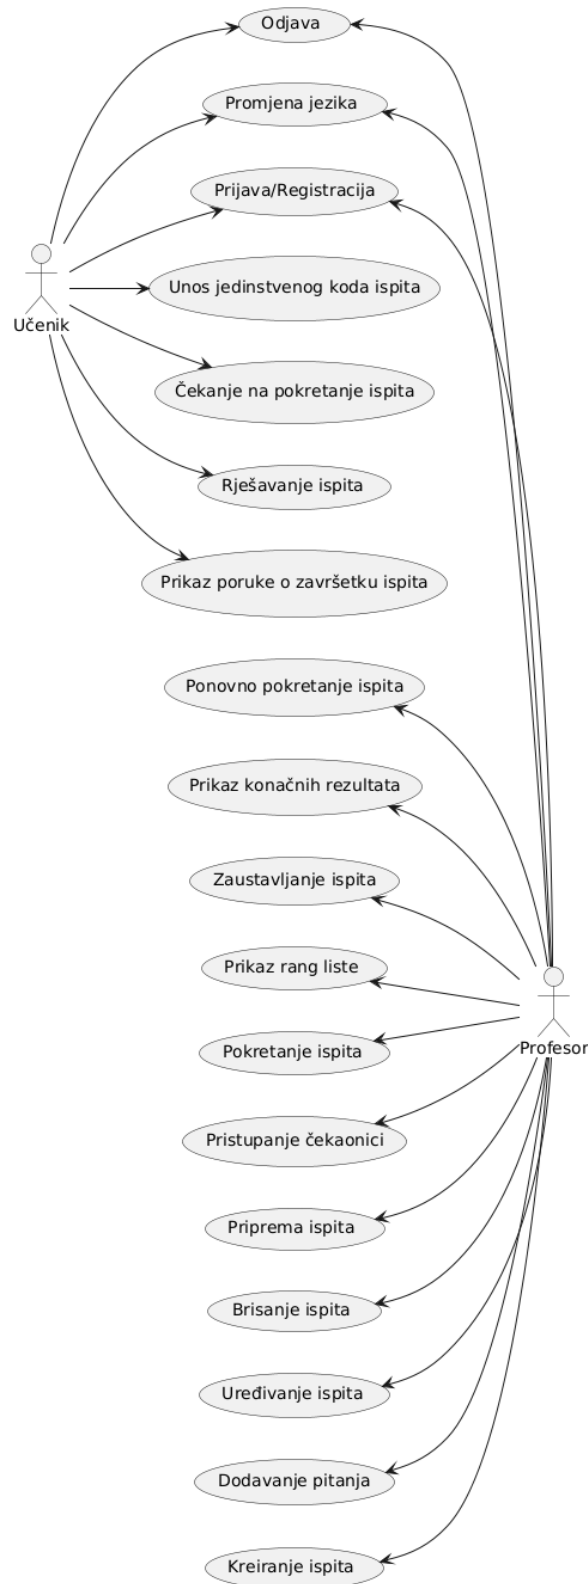 Odjava
Promjena jezika
Prijava/Registracija
Unos jedinstvenog koda ispita
Učenik
Čekanje na pokretanje ispita
Rješavanje ispita
Prikaz poruke o završetku ispita
Ponovno pokretanje ispita
Prikaz konačnih rezultata
Zaustavljanje ispita
Prikaz rang liste
Profesor
Pokretanje ispita
Pristupanje čekaonici
Priprema ispita
Brisanje ispita
Uređivanje ispita
Dodavanje pitanja
Kreiranje ispita